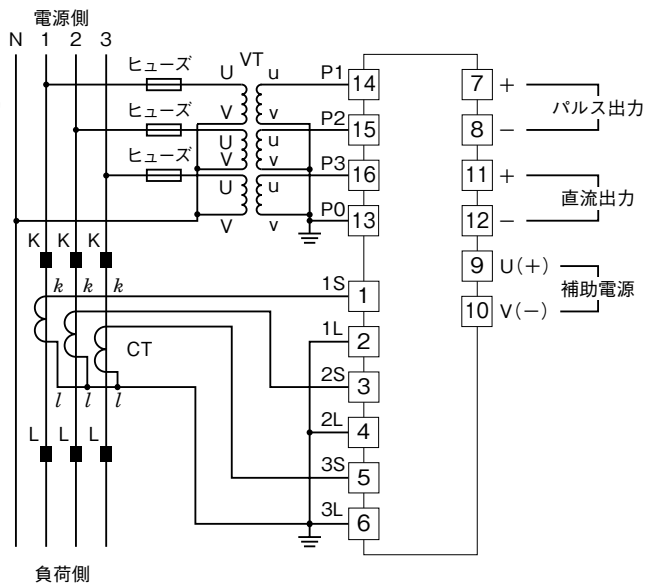 電源側
N 1 2 3
ヒューズ U VT u P1 14 7 +
パルス出力
V v
ヒューズ P2 15 8 −
U u
V v
ヒューズ P3 16 11 +
U u
直流出力
V v P0 13 12 −
K K K 9 U(+)
補助電源
k k k 1S 1 10 V(−)
1L 2
CT
2S 3
l l l
2L 4
L L L
3S 5
3L 6
負荷側